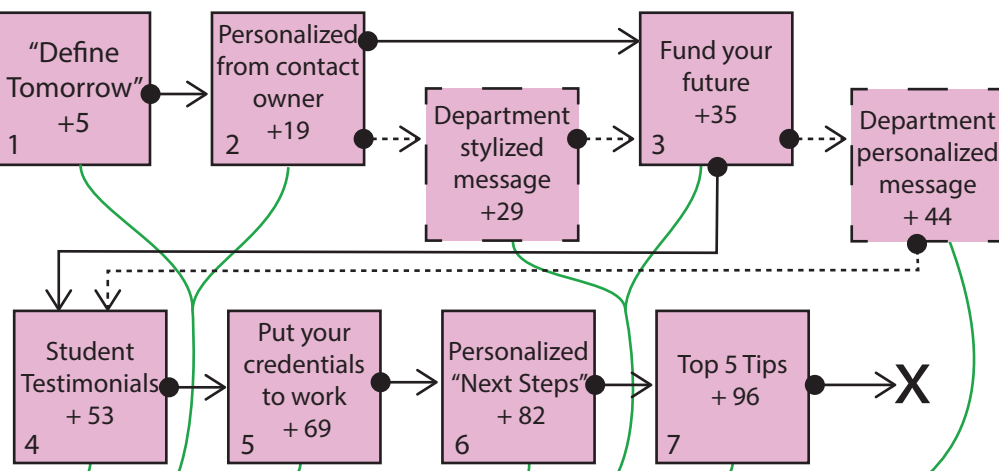 “Define
Tomorrow”
+5
1
Personalized
from contact
owner
+19
2
Department
stylized
message
+29
Fund your
future
+35
3
Department
personalized
message
+ 44
Student
Testimonials
+ 53
4
Put your
credentials
to work
+ 69
5
Personalized
“Next Steps”
+ 82
6
Top 5 Tips
+ 96
7
X